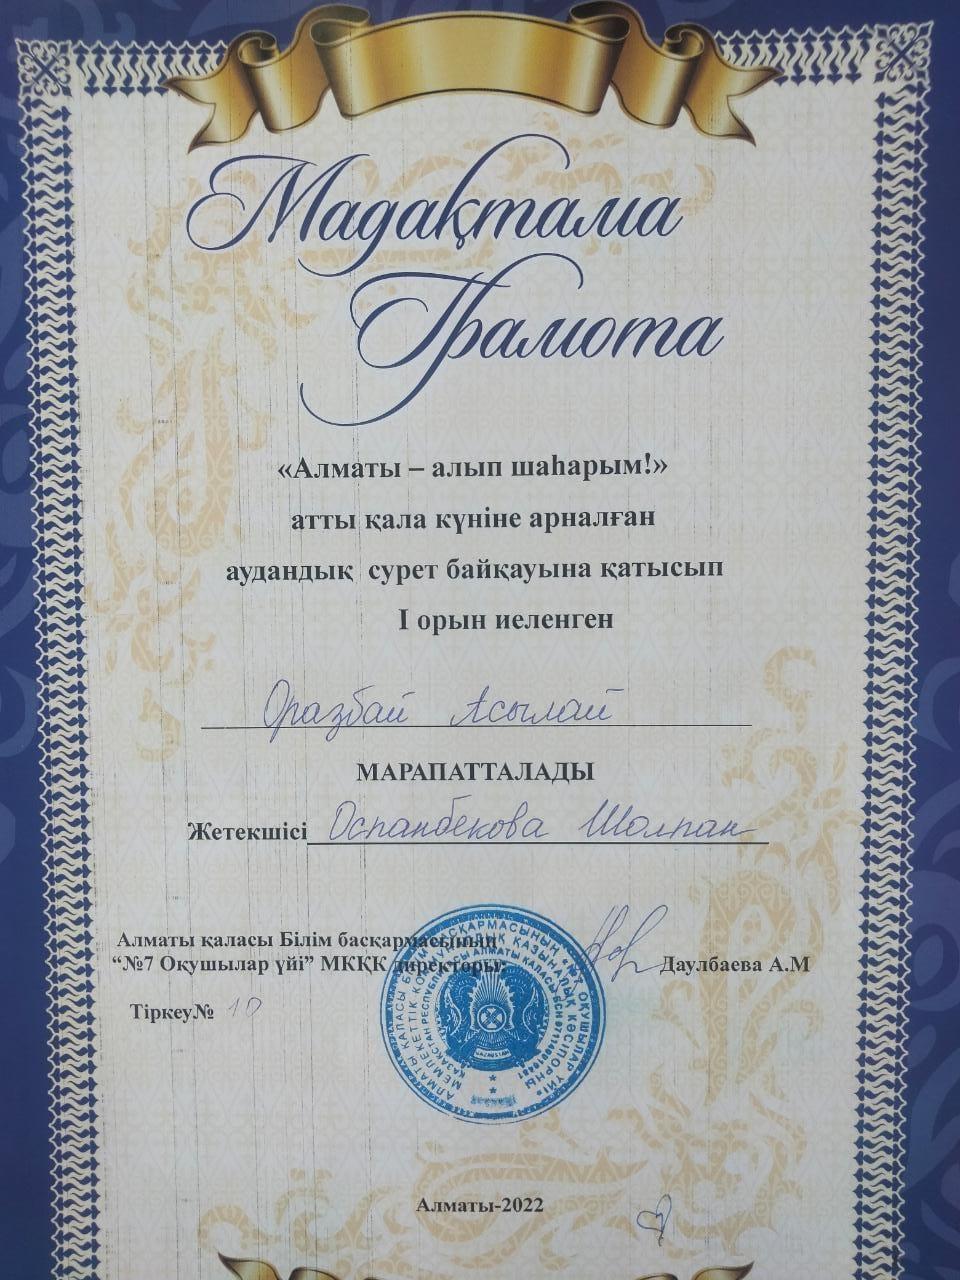 Мадақтама
Грамота
«Алматы – алып шаһарым!»
атты қала күніне арналған
аудандық сурет байқауына қатысып
I орын иеленген
Оразбай Асылай
МАРАПАТТАЛАДЫ
Жетекшісі Оспанбекова Шолпан
Алматы қаласы Білім басқармасының
“№7 Оқушылар үйі” МКҚК директоры: Даулбаева А.М
Тіркеу№ 10
Алматы-2022